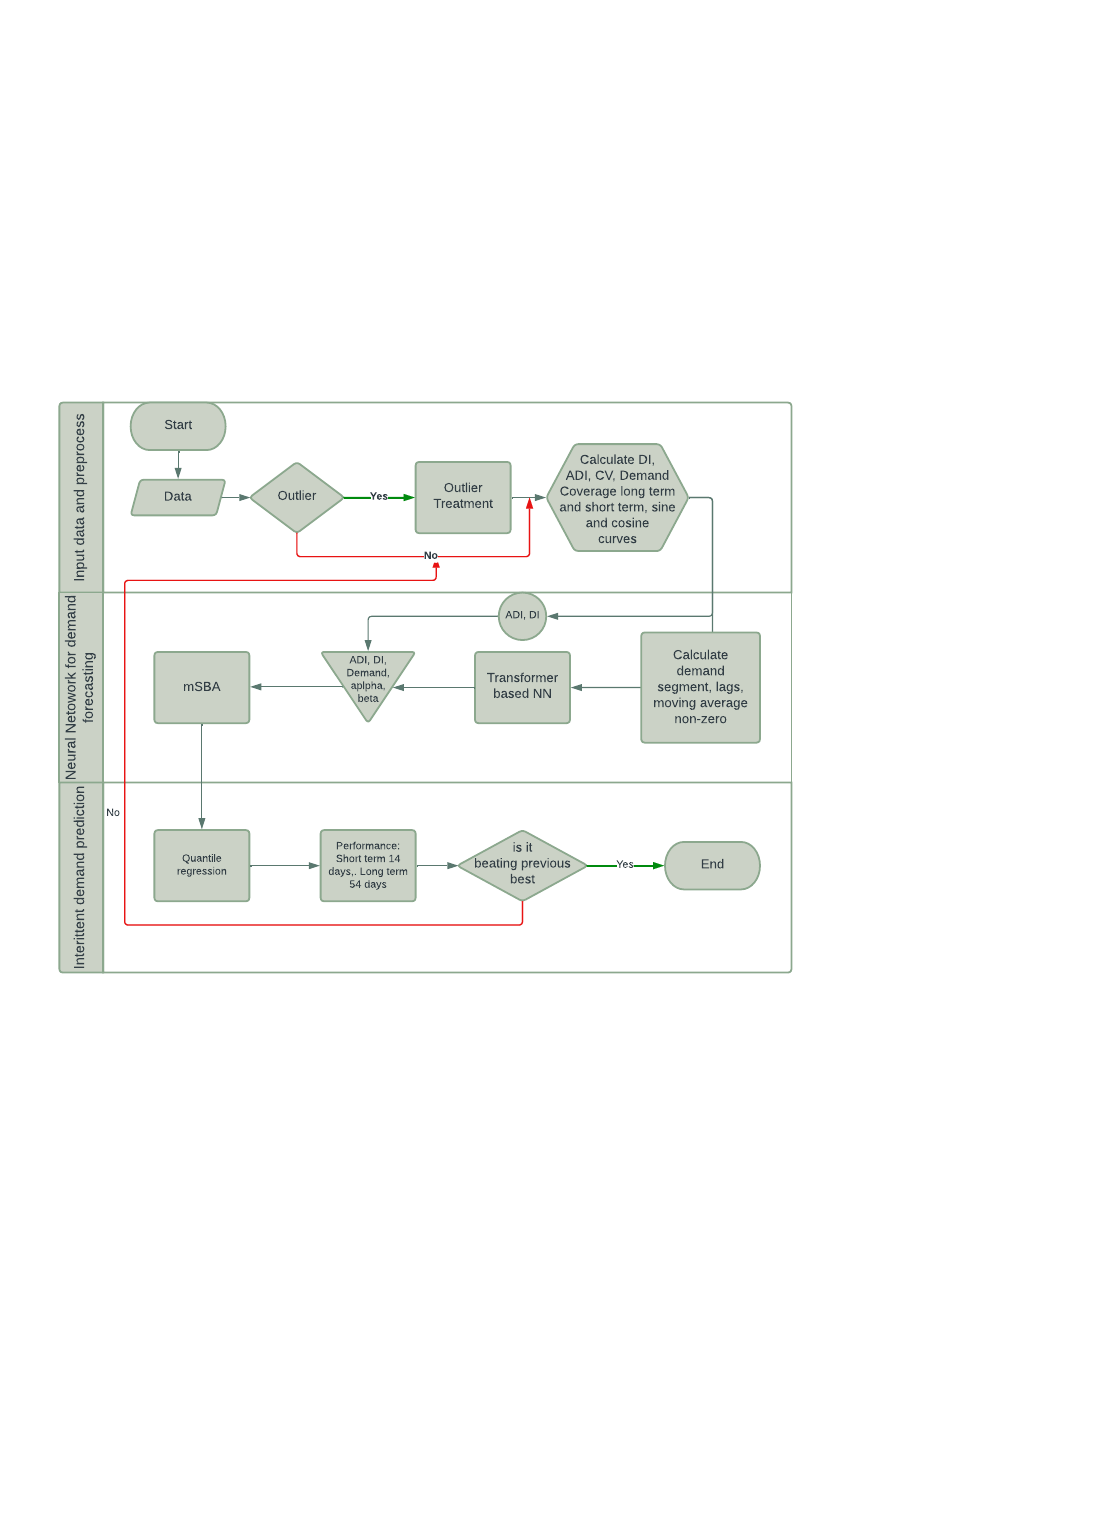 Input data and preprocess
Start
Data
Outlier
Yes
Outlier
Treatment
No
Calculate DI,
ADI, CV, Demand
Coverage long term
and short term, sine
and cosine
curves
Neural Netowork for demand
forecasting
ADI, DI
Calculate
demand
segment, lags,
moving average
non-zero
Transformer
based NN
ADI, DI,
Demand,
aplpha,
beta
mSBA
Interittent demand prediction
No
Quantile
regression
Performance:
Short term 14
days,. Long term
54 days
is it
beating previous
best
Yes
End